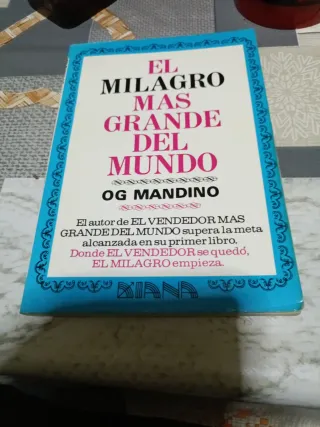 EL
MILAGRO
MAS
GRANDE
DEL
MUNDO
OG MANDINO
El autor de EL VENDEDOR MAS
GRANDE DEL MUNDO supera la meta
alcanzada en su primer libro.
Donde EL VENDEDOR se quedó,
EL MILAGRO empieza.
DIANA